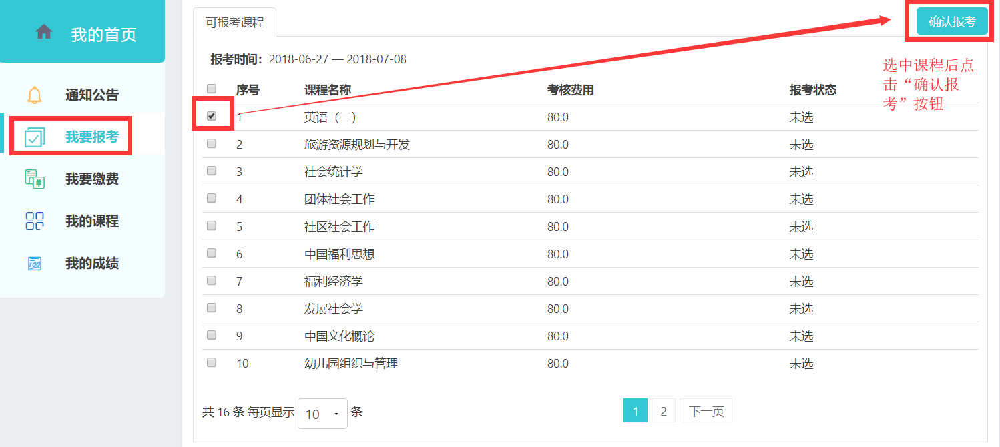 我的首页
通知公告
我要报考
我要缴费
我的课程
我的成绩
可报考课程
确认报考
报考时间：2018-06-27 — 2018-07-08
选中课程后点
击“确认报
考”按钮
序号 课程名称 考核费用 报考状态
1 英语（二） 80.0 未选
2 旅游资源规划与开发 80.0 未选
3 社会统计学 80.0 未选
4 团体社会工作 80.0 未选
5 社区社会工作 80.0 未选
6 中国福利思想 80.0 未选
7 福利经济学 80.0 未选
8 发展社会学 80.0 未选
9 中国文化概论 80.0 未选
10 幼儿园组织与管理 80.0 未选
共 16 条 每页显示 10 条 1 2 下一页